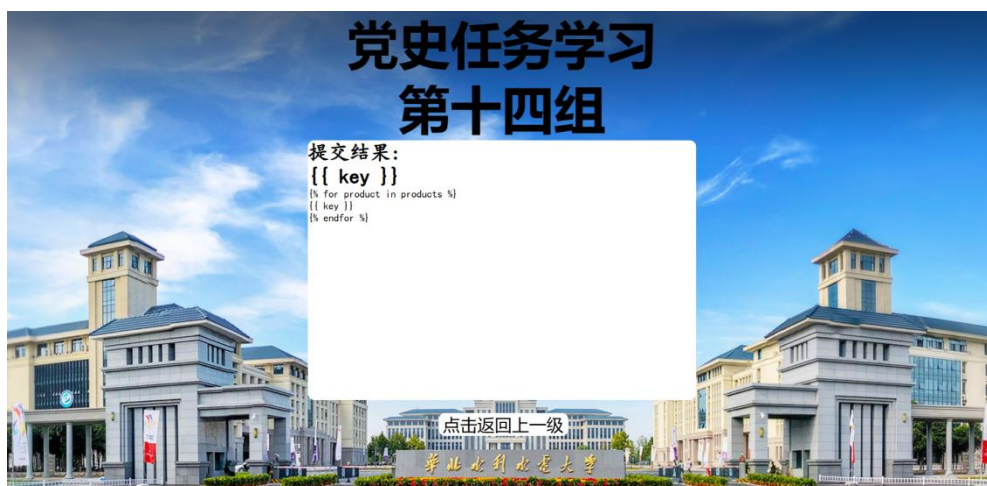 党史任务学习
第十四组
提交结果:
{{ key }}
{% for product in products %}
{{ key }}
{% endfor %}
点击返回上一级
华北水利水电大学